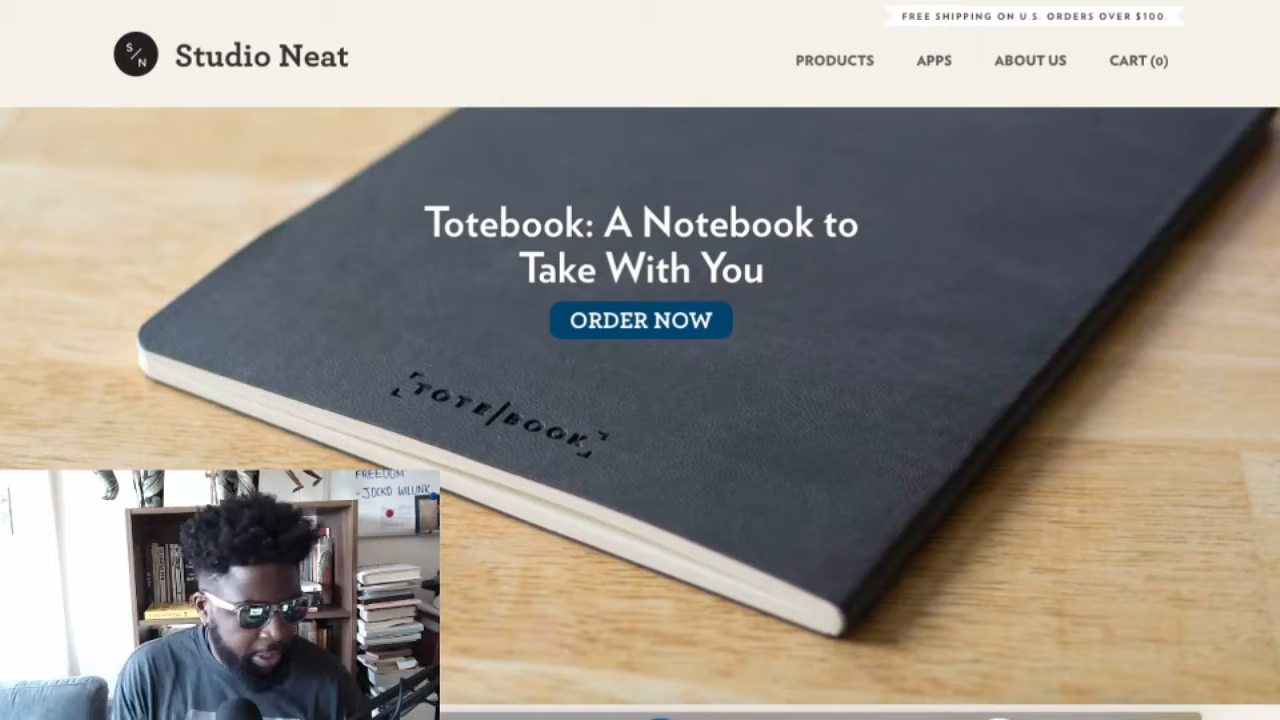 FREE SHIPPING ON U.S. ORDERS OVER $100.
S/N
Studio Neat
PRODUCTS
APPS
ABOUT US
CART (0)
Totebook: A Notebook to
Take With You
ORDER NOW
TOTE/BOOK
FREEDOM
-JOCKO WILLINK